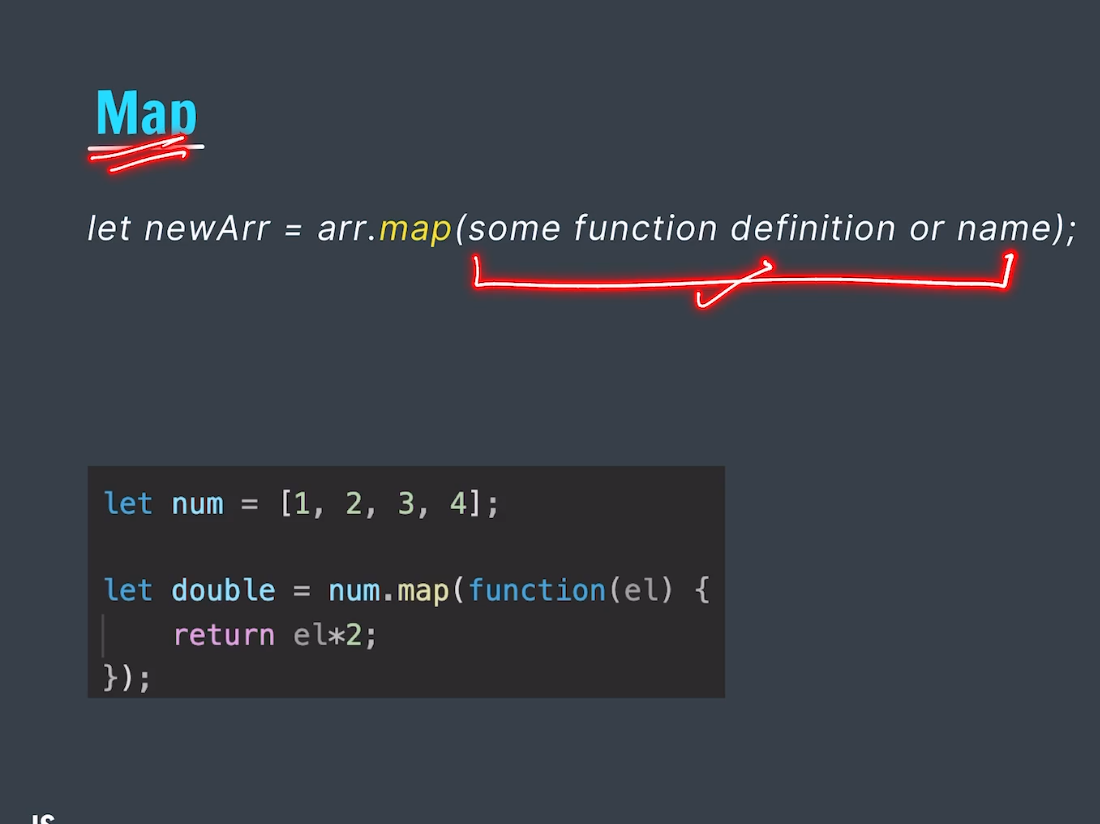 Map
let newArr = arr.map(some function definition or name);
let num = [1, 2, 3, 4];
let double = num.map(function(el) {
    return el*2;
});